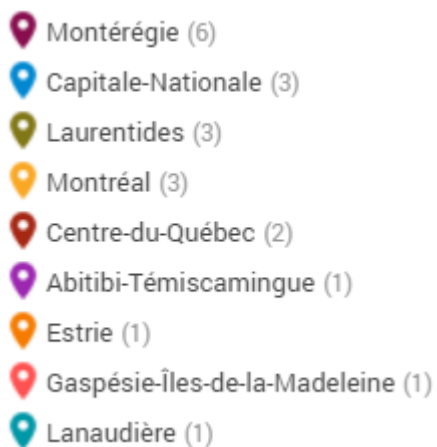 Montérégie (6)
Capitale-Nationale (3)
Laurentides (3)
Montréal (3)
Centre-du-Québec (2)
Abitibi-Témiscamingue (1)
Estrie (1)
Gaspésie-Îles-de-la-Madeleine (1)
Lanaudière (1)